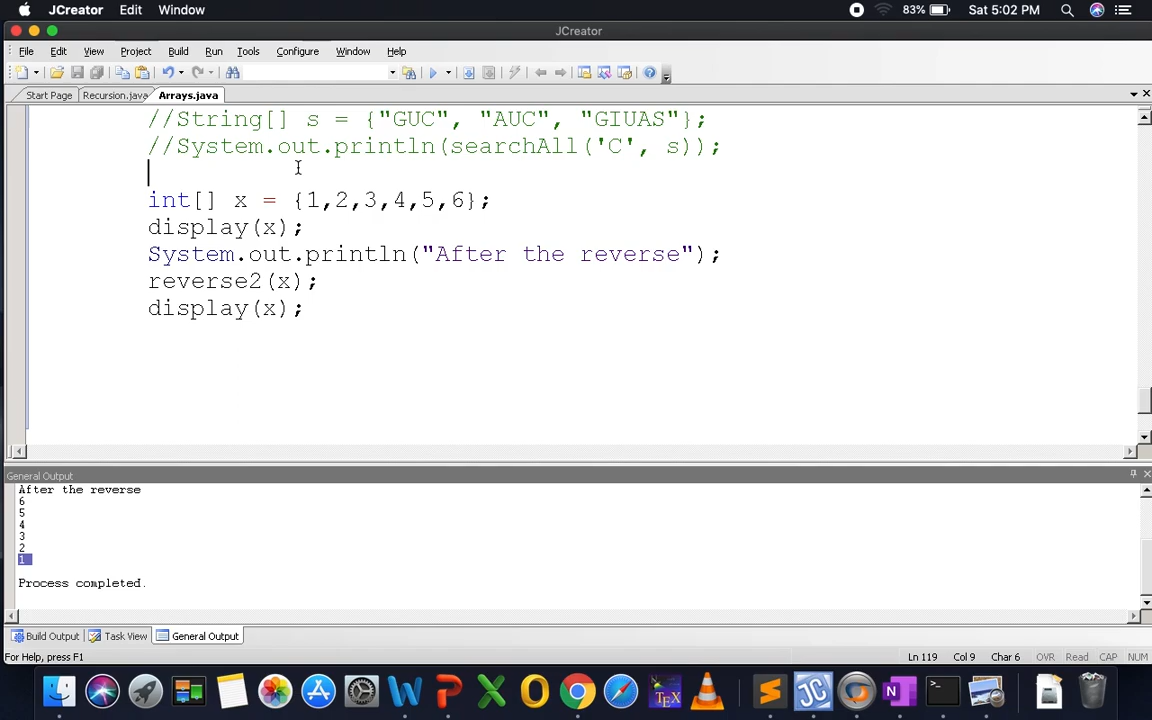 JCreator Edit Window 83% Sat 5:02 PM
JCreator
File Edit View Project Build Run Tools Configure Window Help
Start Page Recursion.java Arrays.java
//String[] s = {"GUC", "AUC", "GIUAS"};
//System.out.println(searchAll('C', s));
int[] x = {1,2,3,4,5,6};
display(x);
System.out.println("After the reverse");
reverse2(x);
display(x);
General Output
After the reverse
6
5
4
3
2
1
Process completed.
Build Output Task View General Output
For Help, press F1 Ln 119 Col 9 Char 6 OVR Read CAP NUM